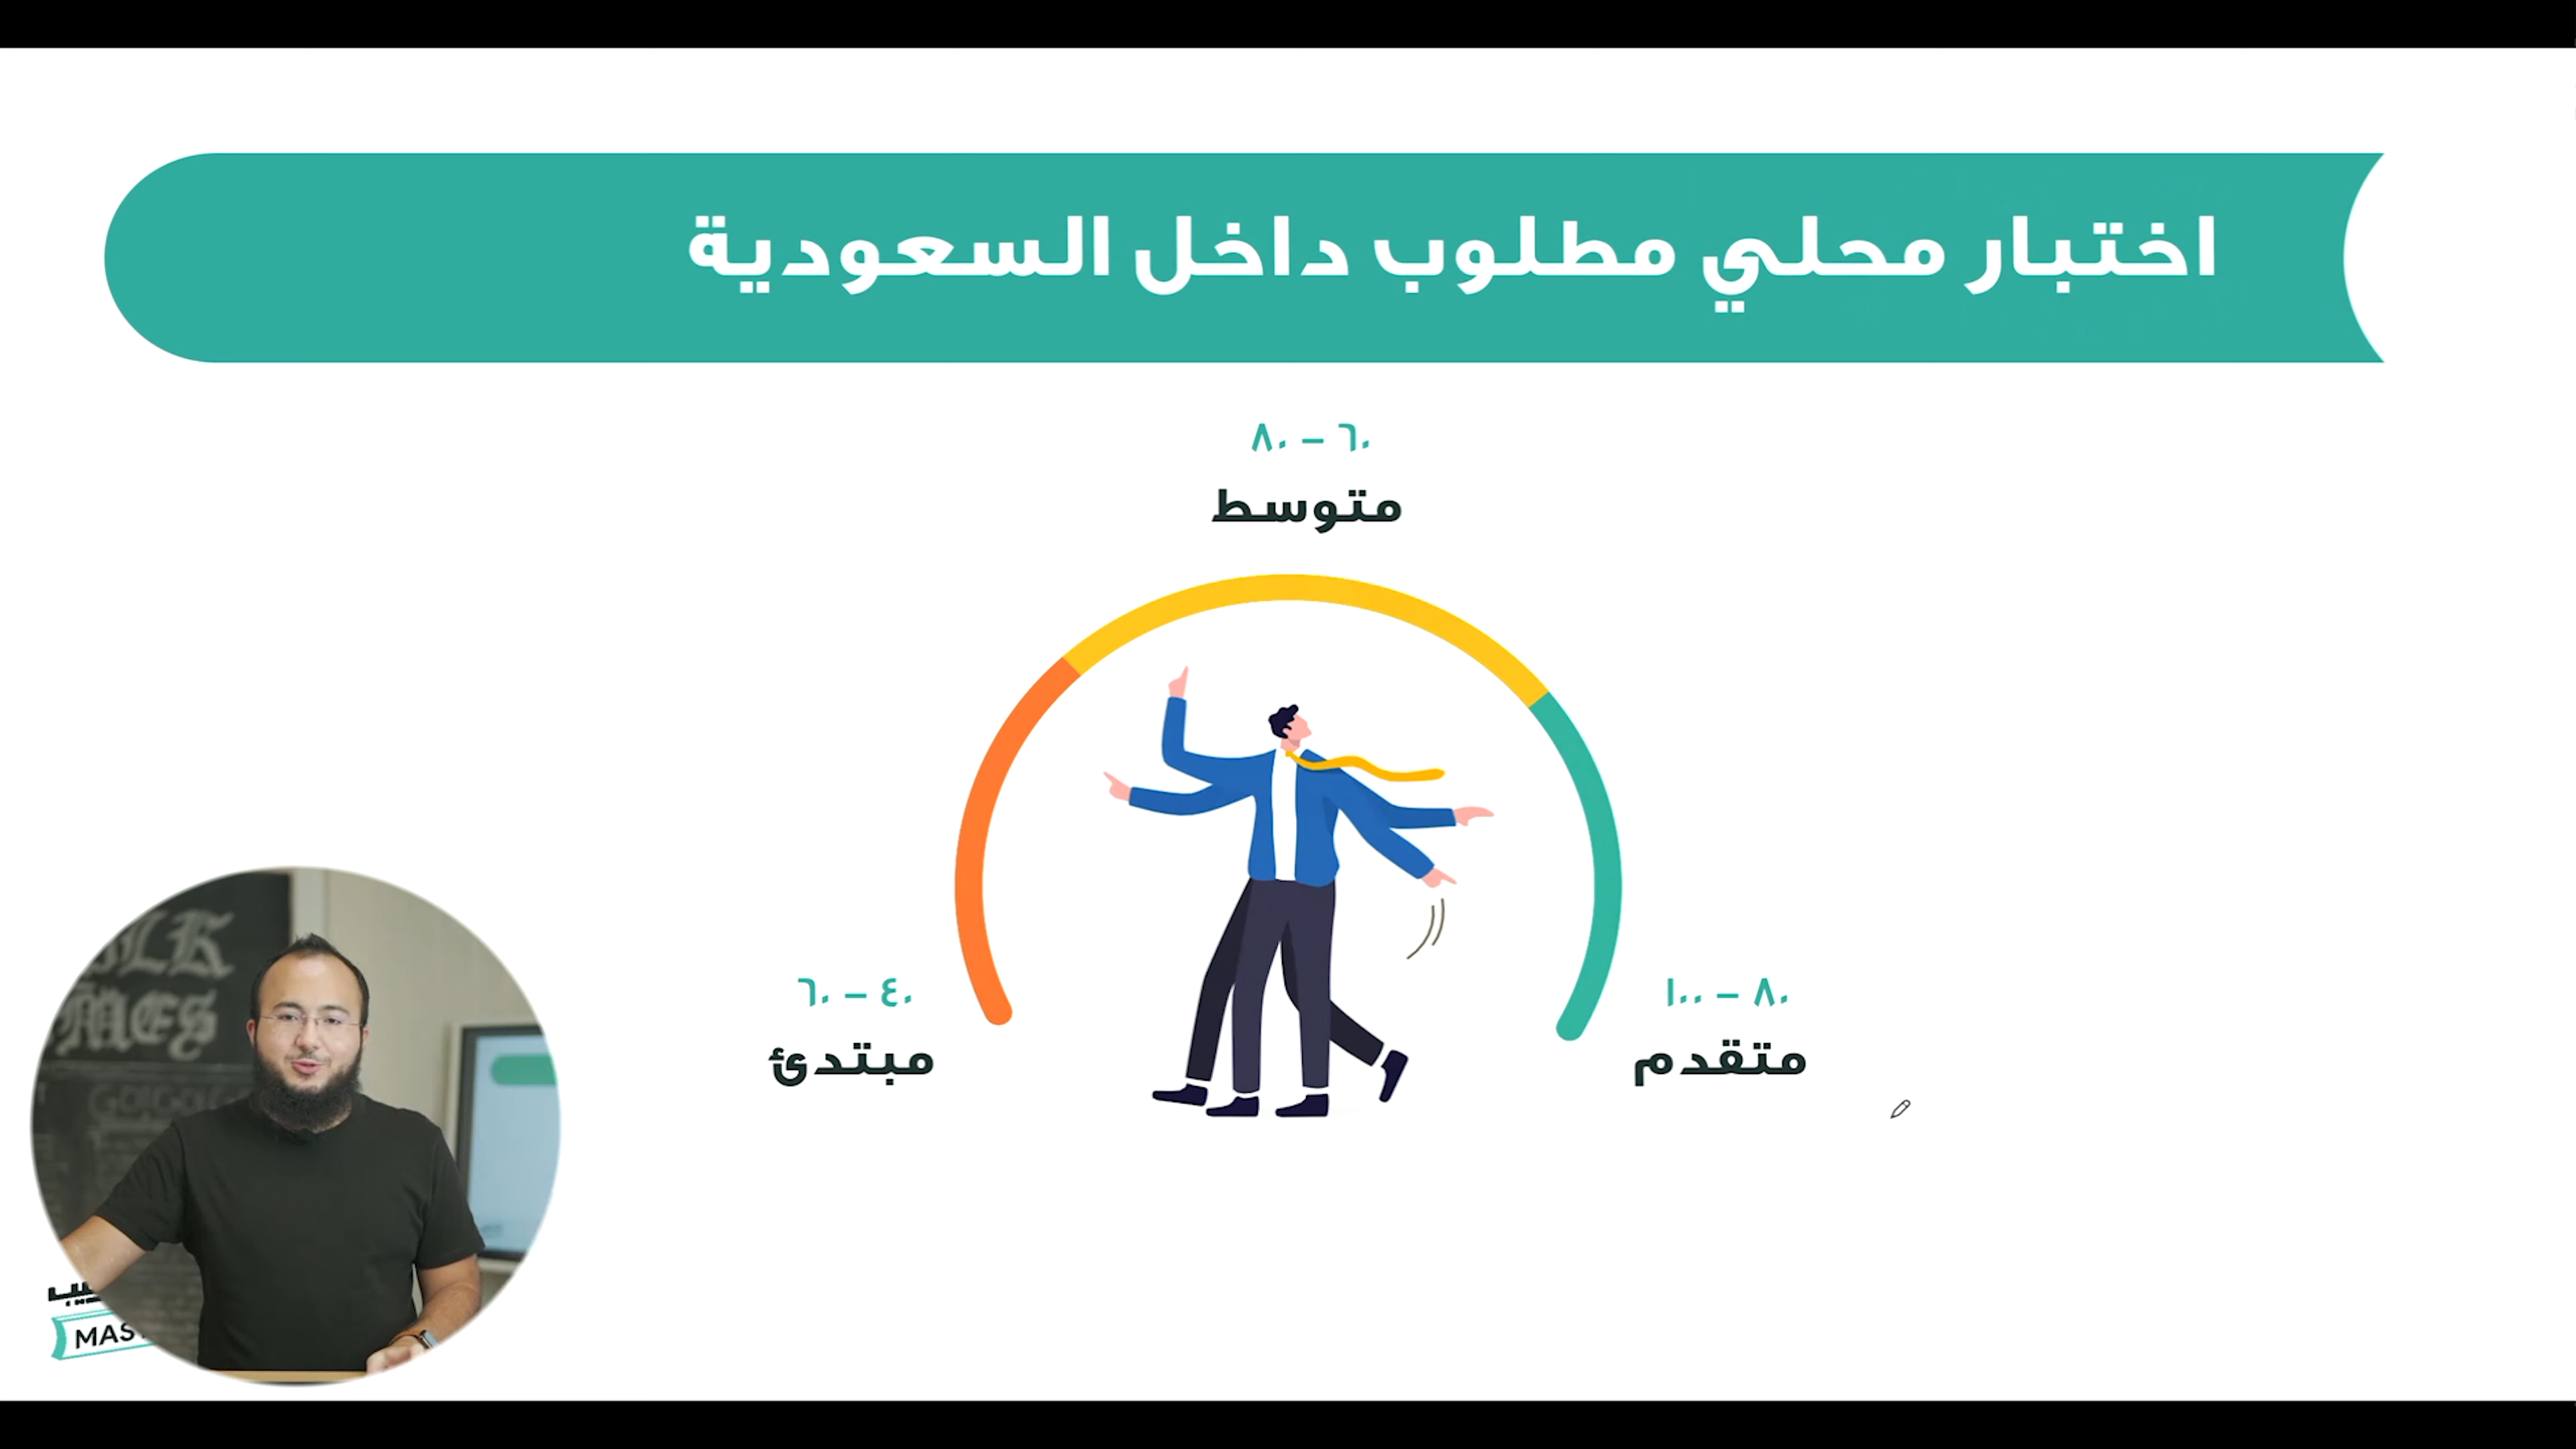 اختبار محلي مطلوب داخل السعودية
٦٠ – ٨٠
متوسط
٤٠ – ٦٠
مبتدئ
٨٠ – ١٠٠
متقدم